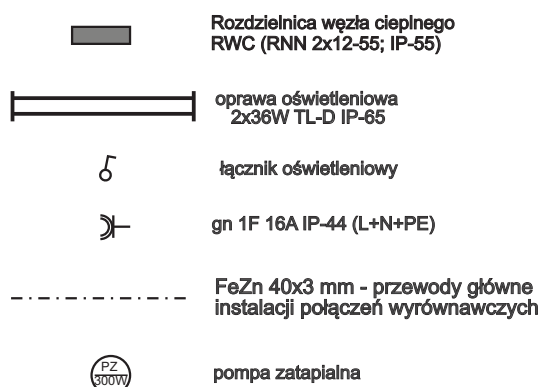 Rozdzielnica węzła cieplnego
RWC (RNN 2x12-55; IP-55)
oprawa oświetleniowa
2x36W TL-D IP-65
łącznik oświetleniowy
gn 1F 16A IP-44 (L+N+PE)
FeZn 40x3 mm - przewody główne
instalacji połączeń wyrównawczych
PZ
300W
pompa zatapialna